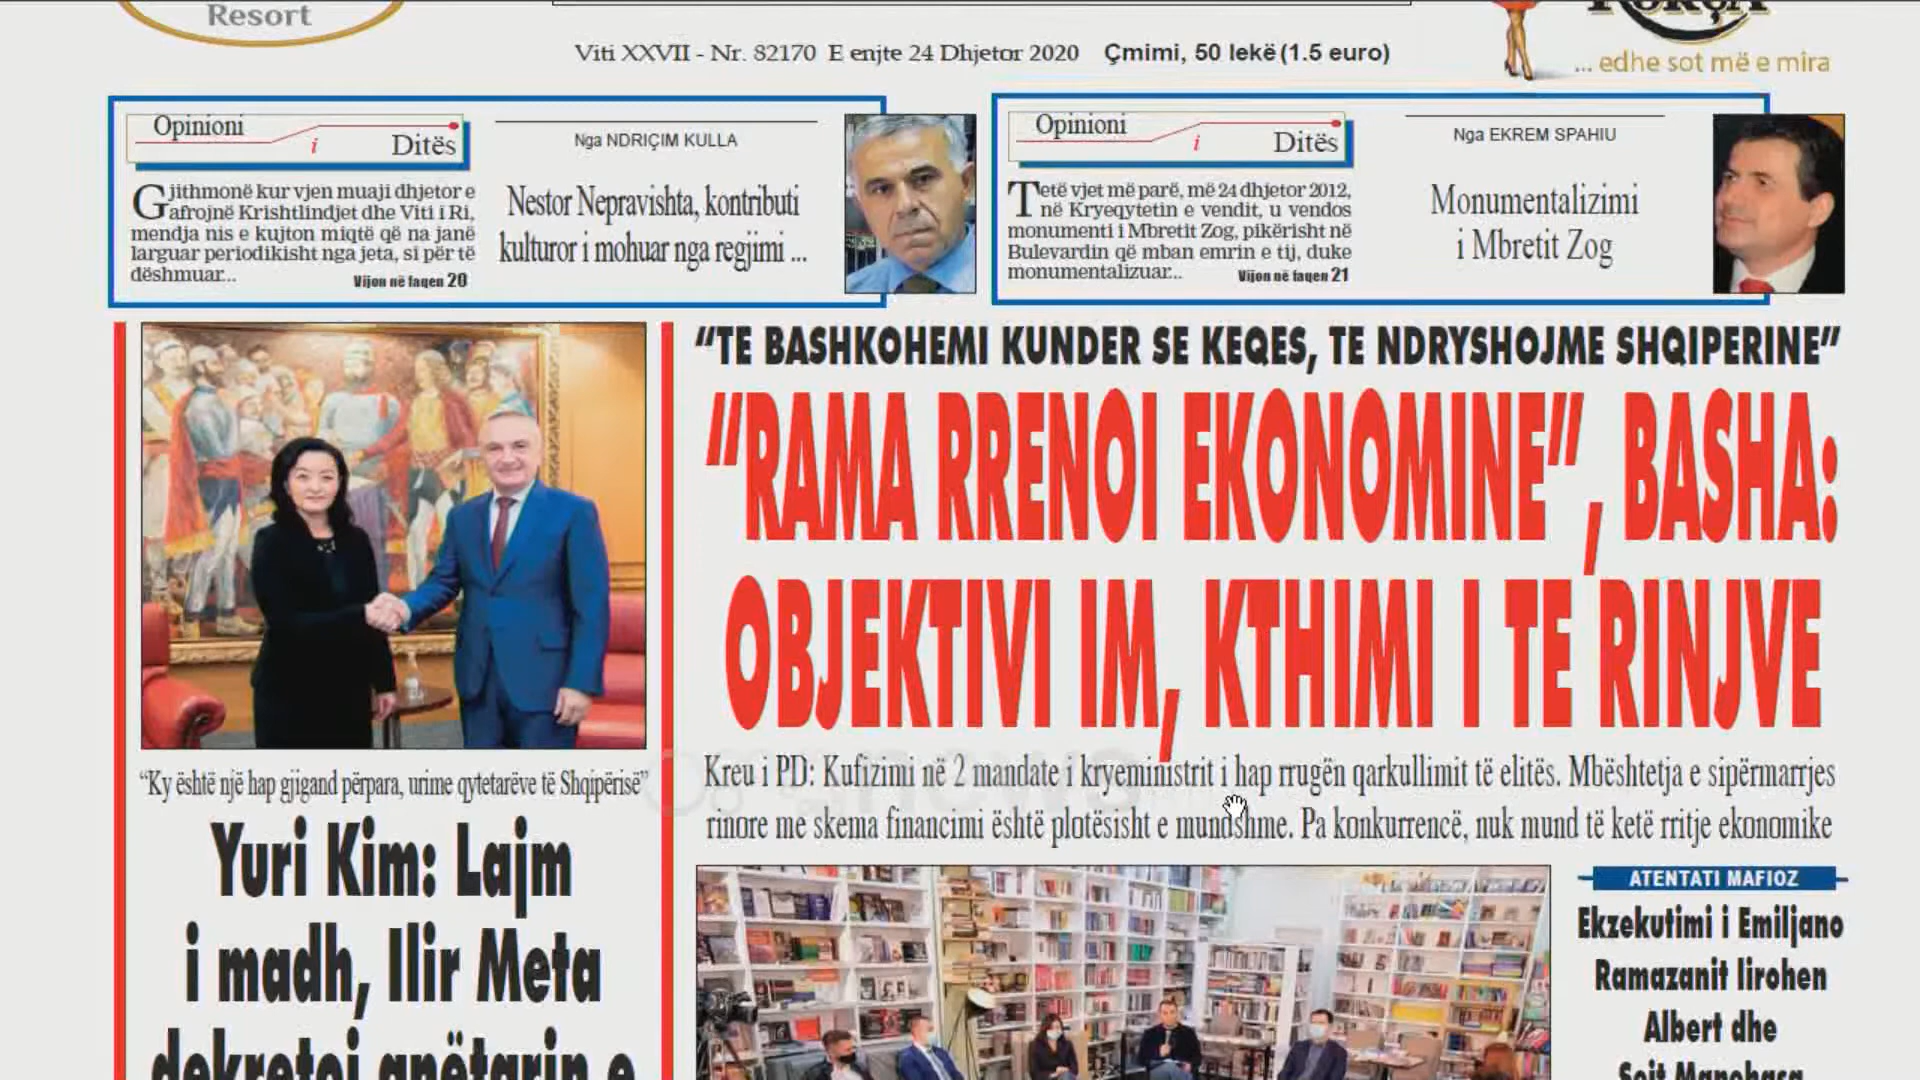 Resort
FORÇA
... edhe sot më e mira
Viti XXVII - Nr. 82170 E enjte 24 Dhjetor 2020 Çmimi, 50 lekë (1.5 euro)
Opinioni
i
Ditës
Nga NDRIÇIM KULLA
Gjithmonë kur vjen muaji dhjetor e
afrojnë Krishtlindjet dhe Viti i Ri,
mendja nis e kujton miqtë që na janë
larguar periodikisht nga jeta, si për të
dëshmuar...
Vijon në faqen 20
Nestor Nepravishta, kontributi
kulturor i mohuar nga regjimi ...
Opinioni
i
Ditës
Nga EKREM SPAHIU
Tetë vjet më parë, më 24 dhjetor 2012,
në Kryeqytetin e vendit, u vendos
monumenti i Mbretit Zog, pikërisht në
Bulevardin që mban emrin e tij, duke
monumentalizuar...
Vijon në faqen 21
Monumentalizimi
i Mbretit Zog
“Ky është një hap gjigand përpara, urime qytetarëve të Shqipërisë”
Yuri Kim: Lajm
i madh, Ilir Meta
dekretoi anëtarin e
“TE BASHKOHEMI KUNDER SE KEQES, TE NDRYSHOJME SHQIPERINE”
“RAMA RRENOI EKONOMINE”, BASHA:
OBJEKTIVI IM, KTHIMI I TE RINJVE
Kreu i PD: Kufizimi në 2 mandate i kryeministrit i hap rrugën qarkullimit të elitës. Mbështetja e sipërmarrjes
rinore me skema financimi është plotësisht e mundshme. Pa konkurrencë, nuk mund të ketë rritje ekonomike
news
ATENTATI MAFIOZ
Ekzekutimi i Emiljano
Ramazanit lirohen
Albert dhe
Seit Manohasa